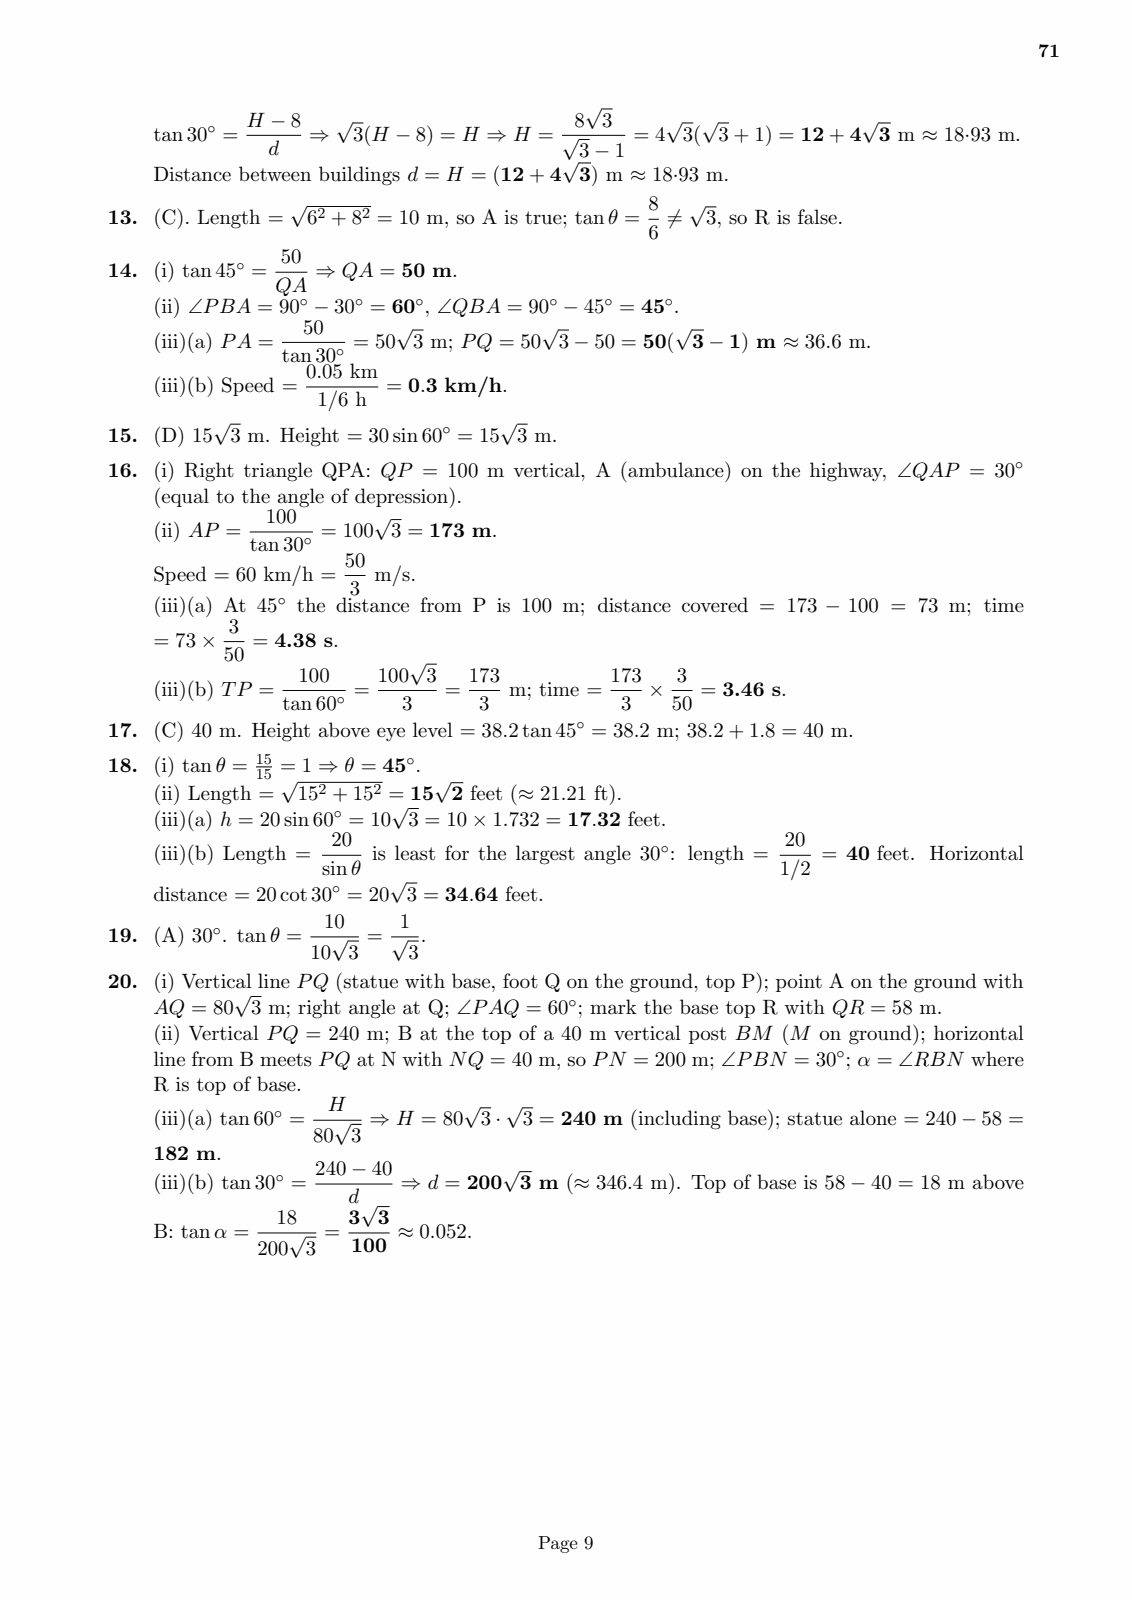 71
tan 30° = (H − 8)/d ⇒ √3(H − 8) = H ⇒ H = 8√3/(√3 − 1) = 4√3(√3 + 1) = 12 + 4√3 m ≈ 18·93 m.
Distance between buildings d = H = (12 + 4√3) m ≈ 18·93 m.
13. (C). Length = √(6² + 8²) = 10 m, so A is true; tan θ = 8/6 ≠ √3, so R is false.
14. (i) tan 45° = 50/QA ⇒ QA = 50 m.
(ii) ∠PBA = 90° − 30° = 60°, ∠QBA = 90° − 45° = 45°.
(iii)(a) PA = 50/tan 30° = 50√3 m; PQ = 50√3 − 50 = 50(√3 − 1) m ≈ 36.6 m.
(iii)(b) Speed = 0.05 km/(1/6 h) = 0.3 km/h.
15. (D) 15√3 m. Height = 30 sin 60° = 15√3 m.
16. (i) Right triangle QPA: QP = 100 m vertical, A (ambulance) on the highway, ∠QAP = 30°
(equal to the angle of depression).
(ii) AP = 100/tan 30° = 100√3 = 173 m.
Speed = 60 km/h = 50/3 m/s.
(iii)(a) At 45° the distance from P is 100 m; distance covered = 173 − 100 = 73 m; time
= 73 × 3/50 = 4.38 s.
(iii)(b) TP = 100/tan 60° = 100√3/3 = 173/3 m; time = 173/3 × 3/50 = 3.46 s.
17. (C) 40 m. Height above eye level = 38.2 tan 45° = 38.2 m; 38.2 + 1.8 = 40 m.
18. (i) tan θ = 15/15 = 1 ⇒ θ = 45°.
(ii) Length = √(15² + 15²) = 15√2 feet (≈ 21.21 ft).
(iii)(a) h = 20 sin 60° = 10√3 = 10 × 1.732 = 17.32 feet.
(iii)(b) Length = 20/sin θ is least for the largest angle 30°: length = 20/(1/2) = 40 feet. Horizontal
distance = 20 cot 30° = 20√3 = 34.64 feet.
19. (A) 30°. tan θ = 10/(10√3) = 1/√3.
20. (i) Vertical line PQ (statue with base, foot Q on the ground, top P); point A on the ground with
AQ = 80√3 m; right angle at Q; ∠PAQ = 60°; mark the base top R with QR = 58 m.
(ii) Vertical PQ = 240 m; B at the top of a 40 m vertical post BM (M on ground); horizontal
line from B meets PQ at N with NQ = 40 m, so PN = 200 m; ∠PBN = 30°; α = ∠RBN where
R is top of base.
(iii)(a) tan 60° = H/(80√3) ⇒ H = 80√3 · √3 = 240 m (including base); statue alone = 240 − 58 =
182 m.
(iii)(b) tan 30° = (240 − 40)/d ⇒ d = 200√3 m (≈ 346.4 m). Top of base is 58 − 40 = 18 m above
B: tan α = 18/(200√3) = 3√3/100 ≈ 0.052.
Page 9